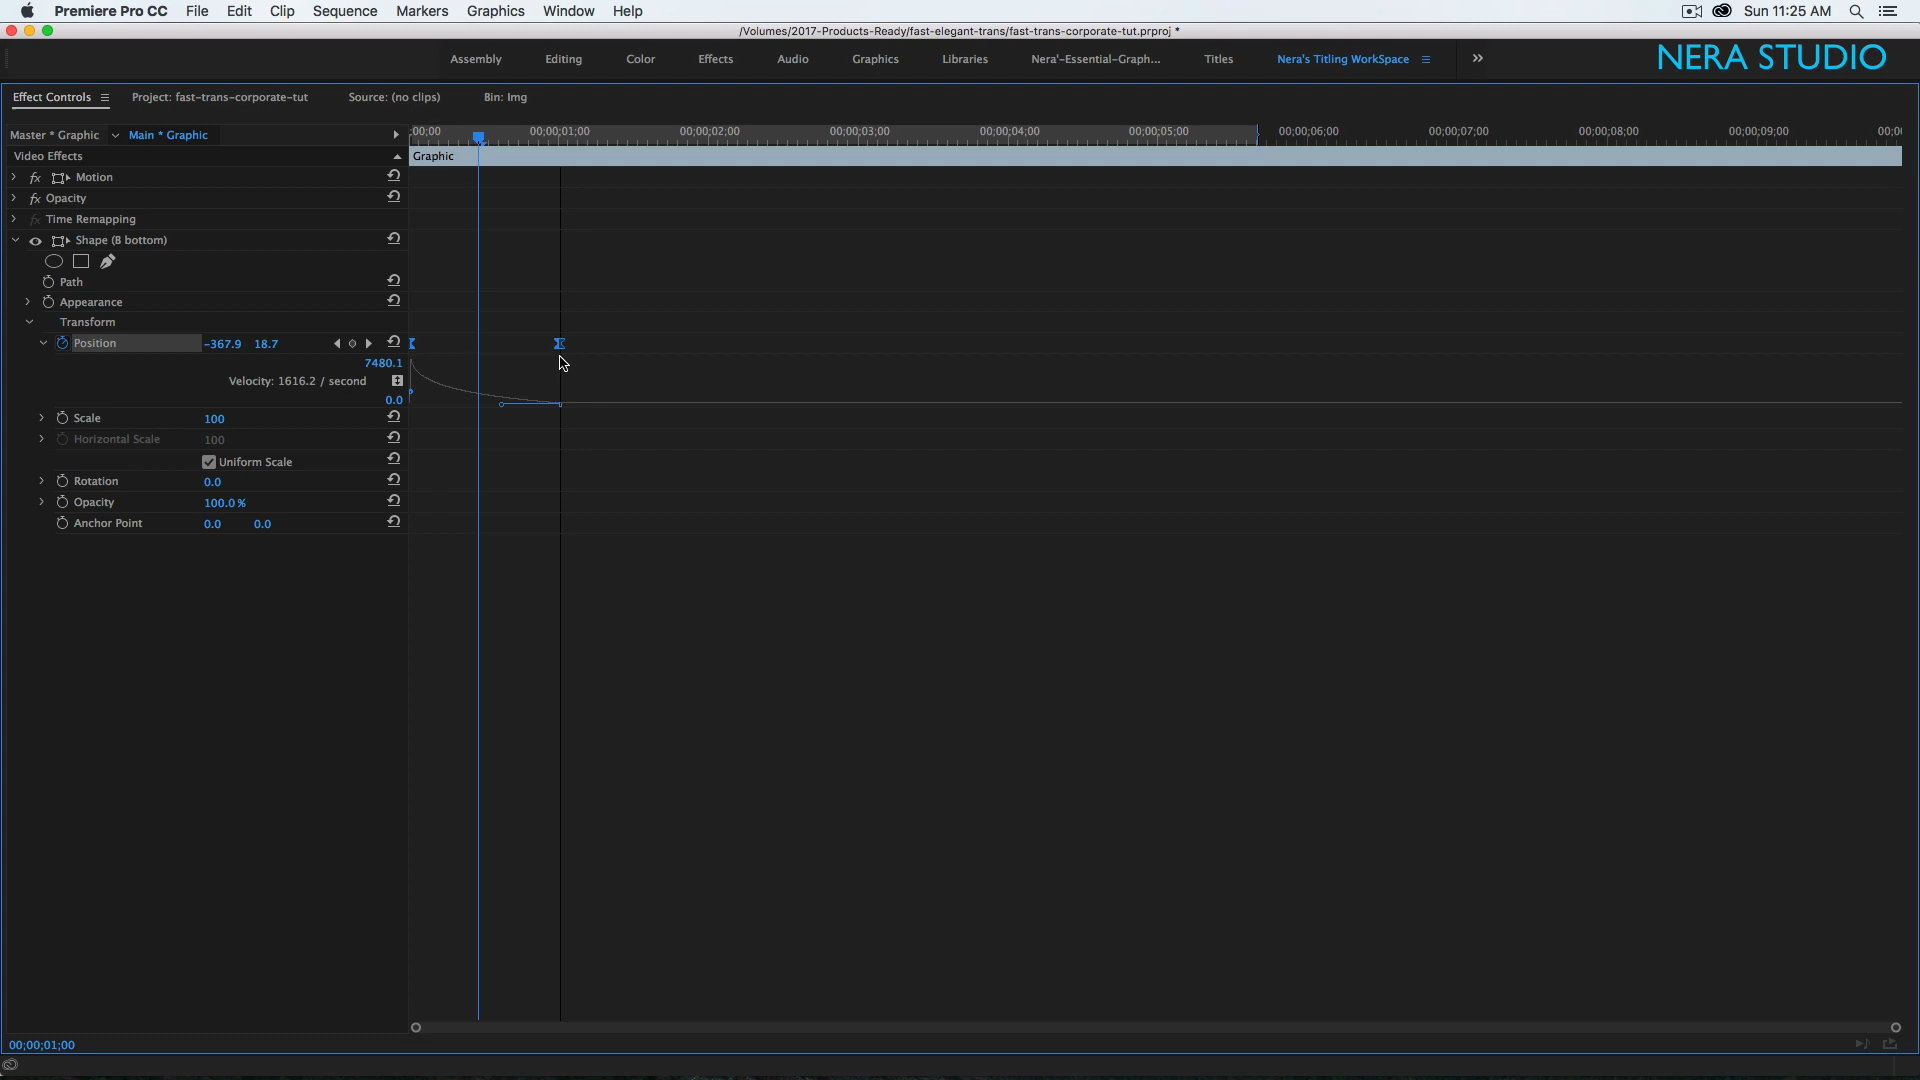 Premiere Pro CC File Edit Clip Sequence Markers Graphics Window Help Sun 11:25 AM
/Volumes/2017-Products-Ready/fast-elegant-trans/fast-trans-corporate-tut.prproj *
Assembly Editing Color Effects Audio Graphics Libraries Nera'-Essential-Graph... Titles Nera's Titling WorkSpace NERA STUDIO
Effect Controls Project: fast-trans-corporate-tut Source: (no clips) Bin: Img
Master * Graphic Main * Graphic :00;00 00;00;01;00 00;00;02;00 00;00;03;00 00;00;04;00 00;00;05;00 00;00;06;00 00;00;07;00 00;00;08;00 00;00;09;00 00;0
Video Effects Graphic
fx Motion
fx Opacity
fx Time Remapping
Shape (B bottom)
Path
Appearance
Transform
Position -367.9 18.7
7480.1
Velocity: 1616.2 / second
0.0
Scale 100
Horizontal Scale 100
Uniform Scale
Rotation 0.0
Opacity 100.0 %
Anchor Point 0.0 0.0
00;00;01;00